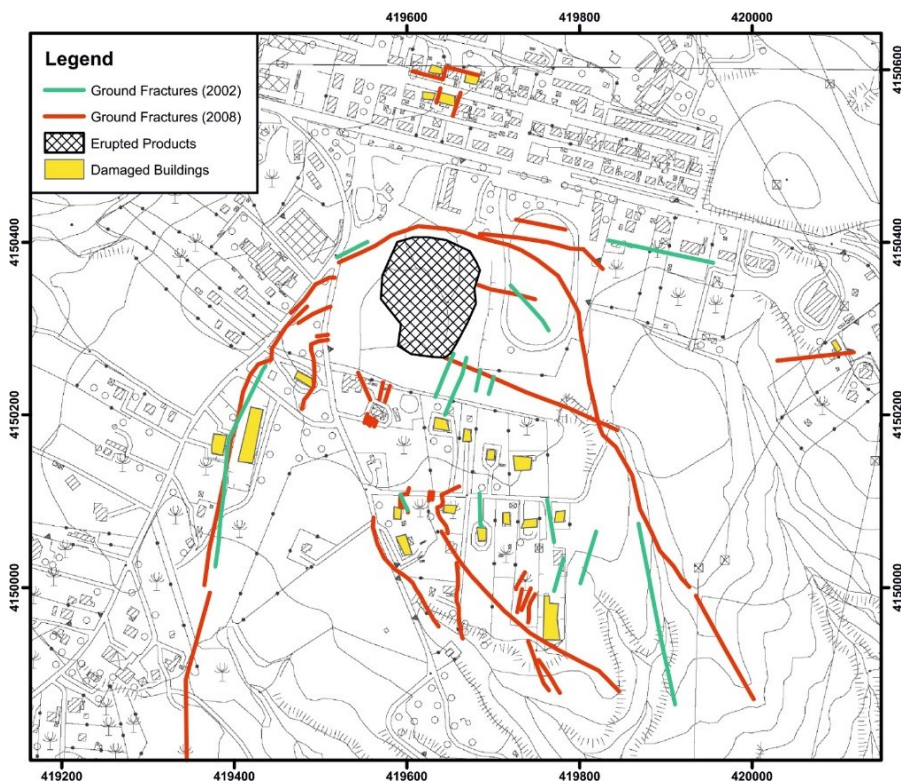 419600 419800 420000
Legend
Ground Fractures (2002)
Ground Fractures (2008)
Erupted Products
Damaged Buildings
4150600
4150400
4150400
4150200
4150200
4150000
4150000
419200 419400 419600 419800 420000